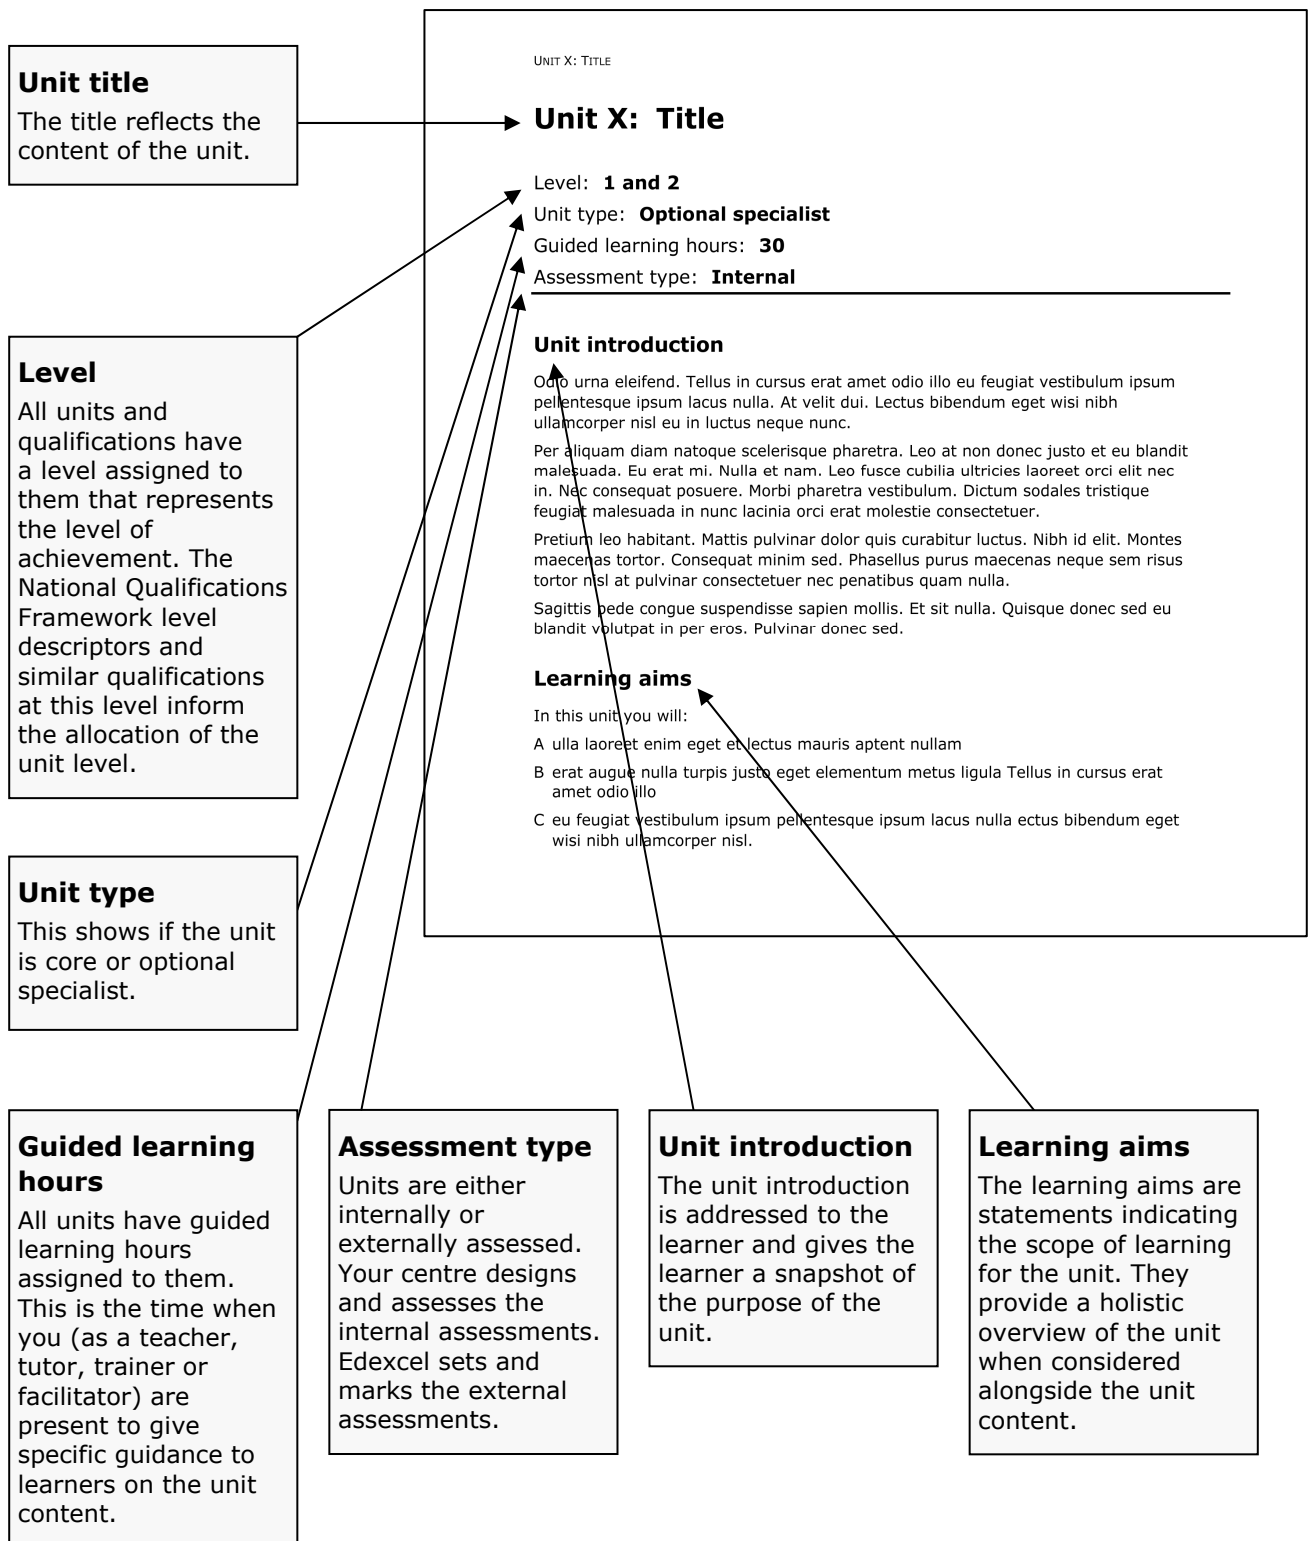 Unit title
The title reflects the
content of the unit.
Level
All units and
qualifications have
a level assigned to
them that represents
the level of
achievement. The
National Qualifications
Framework level
descriptors and
similar qualifications
at this level inform
the allocation of the
unit level.
Unit type
This shows if the unit
is core or optional
specialist.
UNIT X: TITLE
Unit X: Title
Level: 1 and 2
Unit type: Optional specialist
Guided learning hours: 30
Assessment type: Internal
Unit introduction
Odio urna eleifend. Tellus in cursus erat amet odio illo eu feugiat vestibulum ipsum
pellentesque ipsum lacus nulla. At velit dui. Lectus bibendum eget wisi nibh
ullamcorper nisl eu in luctus neque nunc.
Per aliquam diam natoque scelerisque pharetra. Leo at non donec justo et eu blandit
malesuada. Eu erat mi. Nulla et nam. Leo fusce cubilia ultricies laoreet orci elit nec
in. Nec consequat posuere. Morbi pharetra vestibulum. Dictum sodales tristique
feugiat malesuada in nunc lacinia orci erat molestie consectetuer.
Pretium leo habitant. Mattis pulvinar dolor quis curabitur luctus. Nibh id elit. Montes
maecenas tortor. Consequat minim sed. Phasellus purus maecenas neque sem risus
tortor nisl at pulvinar consectetuer nec penatibus quam nulla.
Sagittis pede congue suspendisse sapien mollis. Et sit nulla. Quisque donec sed eu
blandit volutpat in per eros. Pulvinar donec sed.
Learning aims
In this unit you will:
A ulla laoreet enim eget et lectus mauris aptent nullam
B erat augue nulla turpis justo eget elementum metus ligula Tellus in cursus erat
amet odio illo
C eu feugiat vestibulum ipsum pellentesque ipsum lacus nulla ectus bibendum eget
wisi nibh ullamcorper nisl.
Guided learning
hours
All units have guided
learning hours
assigned to them.
This is the time when
you (as a teacher,
tutor, trainer or
facilitator) are
present to give
specific guidance to
learners on the unit
content.
Assessment type
Units are either
internally or
externally assessed.
Your centre designs
and assesses the
internal assessments.
Edexcel sets and
marks the external
assessments.
Unit introduction
The unit introduction
is addressed to the
learner and gives the
learner a snapshot of
the purpose of the
unit.
Learning aims
The learning aims are
statements indicating
the scope of learning
for the unit. They
provide a holistic
overview of the unit
when considered
alongside the unit
content.